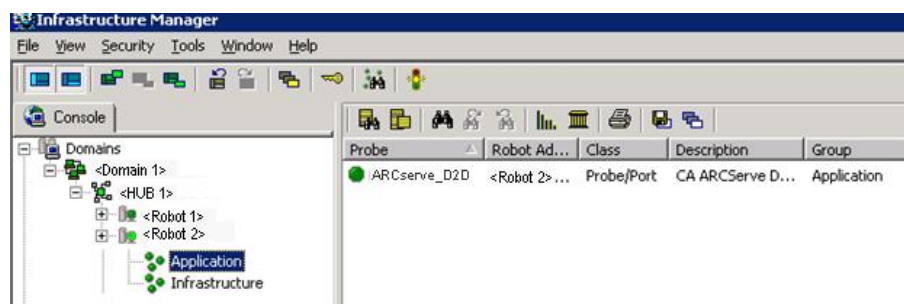 Infrastructure Manager
File View Security Tools Window Help
Console
Domains
<Domain 1>
<HUB 1>
<Robot 1>
<Robot 2>
Application
Infrastructure
Probe Robot Ad... Class Description Group
ARCserve_D2D <Robot 2>... Probe/Port CA ARCServe D... Application